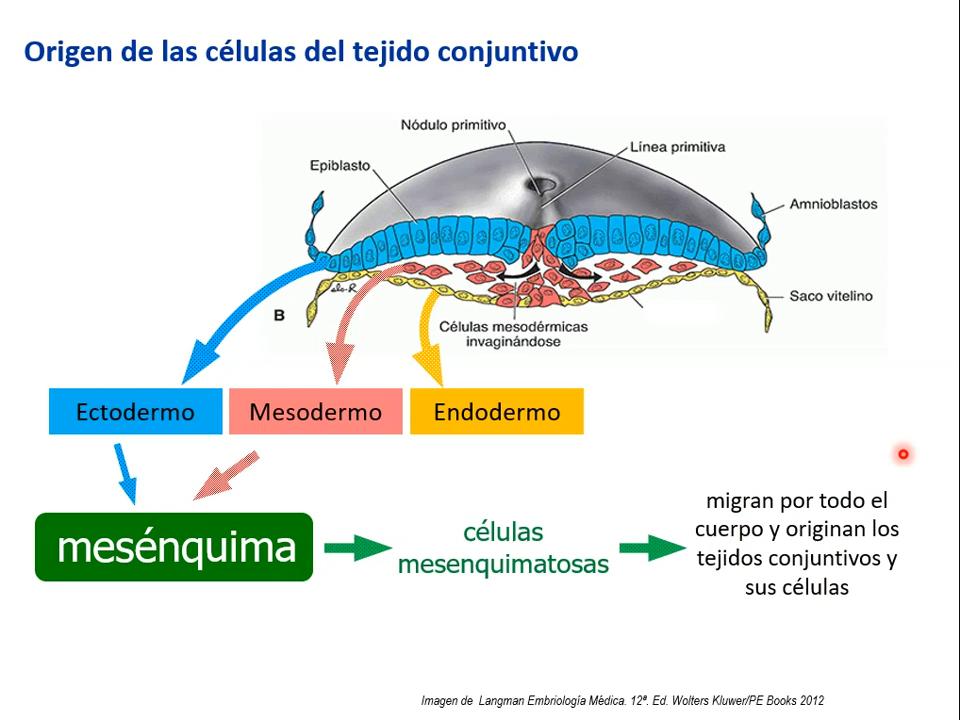 Origen de las células del tejido conjuntivo
Nódulo primitivo
Línea primitiva
Epiblasto
Amnioblastos
Saco vitelino
B
Células mesodérmicas
invaginándose
Ectodermo
Mesodermo
Endodermo
mesénquima
células
mesenquimatosas
migran por todo el
cuerpo y originan los
tejidos conjuntivos y
sus células
Imagen de Langman Embriología Médica. 12ª. Ed. Wolters Kluwer/PE Books 2012